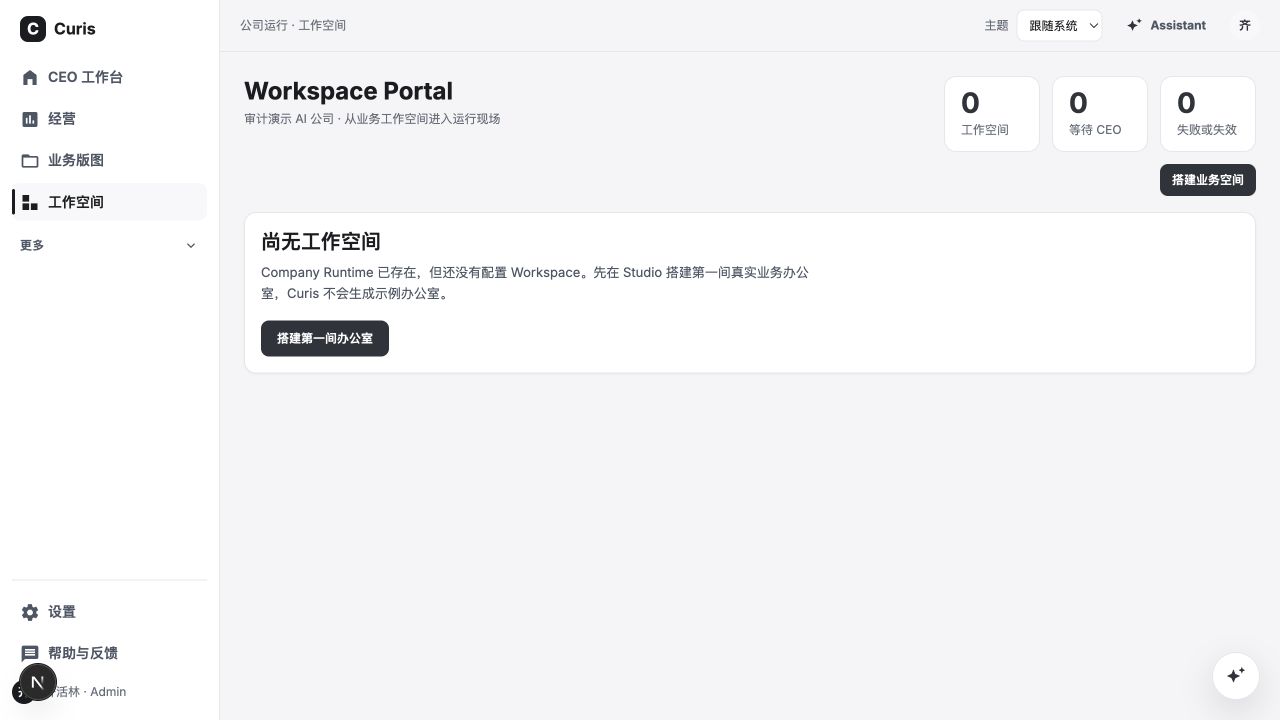 C Curis
CEO 工作台
经营
业务版图
工作空间
更多
设置
帮助与反馈
N
活林 · Admin
公司运行 · 工作空间
主题
跟随系统
Assistant
齐
Workspace Portal
审计演示 AI 公司 · 从业务工作空间进入运行现场
0
工作空间
0
等待 CEO
0
失败或失效
搭建业务空间
尚无工作空间
Company Runtime 已存在，但还没有配置 Workspace。先在 Studio 搭建第一间真实业务办公
室，Curis 不会生成示例办公室。
搭建第一间办公室